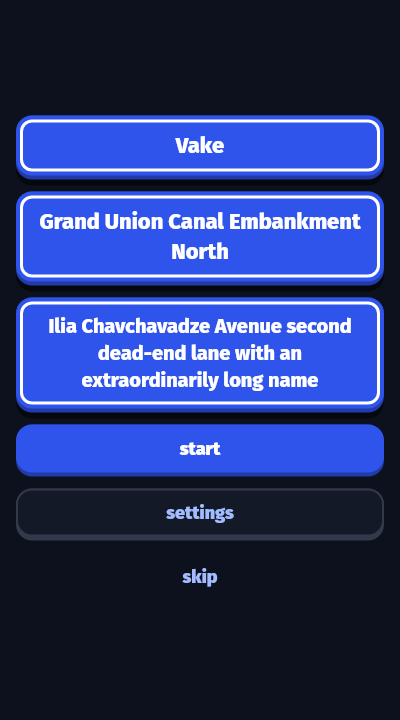 Vake
Grand Union Canal Embankment
North
Ilia Chavchavadze Avenue second
dead-end lane with an
extraordinarily long name
start
settings
skip